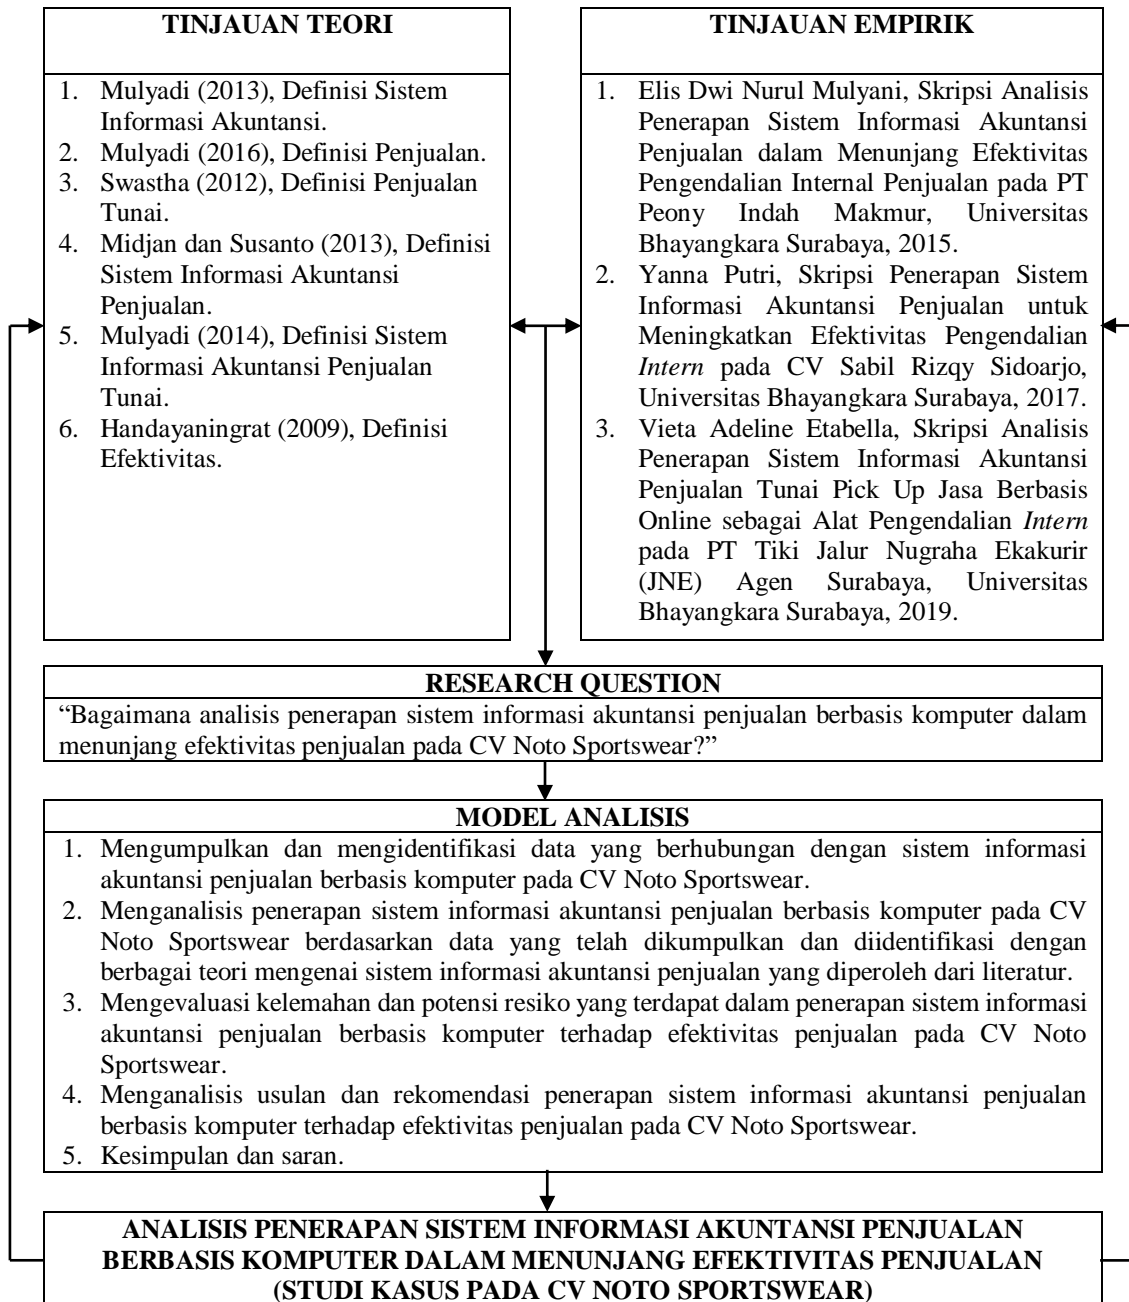 TINJAUAN TEORI
1. Mulyadi (2013), Definisi Sistem
Informasi Akuntansi.
2. Mulyadi (2016), Definisi Penjualan.
3. Swastha (2012), Definisi Penjualan
Tunai.
4. Midjan dan Susanto (2013), Definisi
Sistem Informasi Akuntansi
Penjualan.
5. Mulyadi (2014), Definisi Sistem
Informasi Akuntansi Penjualan
Tunai.
6. Handayaningrat (2009), Definisi
Efektivitas.
TINJAUAN EMPIRIK
1. Elis Dwi Nurul Mulyani, Skripsi Analisis
Penerapan Sistem Informasi Akuntansi
Penjualan dalam Menunjang Efektivitas
Pengendalian Internal Penjualan pada PT
Peony Indah Makmur, Universitas
Bhayangkara Surabaya, 2015.
2. Yanna Putri, Skripsi Penerapan Sistem
Informasi Akuntansi Penjualan untuk
Meningkatkan Efektivitas Pengendalian
Intern pada CV Sabil Rizqy Sidoarjo,
Universitas Bhayangkara Surabaya, 2017.
3. Vieta Adeline Etabella, Skripsi Analisis
Penerapan Sistem Informasi Akuntansi
Penjualan Tunai Pick Up Jasa Berbasis
Online sebagai Alat Pengendalian Intern
pada PT Tiki Jalur Nugraha Ekakurir
(JNE) Agen Surabaya, Universitas
Bhayangkara Surabaya, 2019.
RESEARCH QUESTION
“Bagaimana analisis penerapan sistem informasi akuntansi penjualan berbasis komputer dalam
menunjang efektivitas penjualan pada CV Noto Sportswear?”
MODEL ANALISIS
1. Mengumpulkan dan mengidentifikasi data yang berhubungan dengan sistem informasi
akuntansi penjualan berbasis komputer pada CV Noto Sportswear.
2. Menganalisis penerapan sistem informasi akuntansi penjualan berbasis komputer pada CV
Noto Sportswear berdasarkan data yang telah dikumpulkan dan diidentifikasi dengan
berbagai teori mengenai sistem informasi akuntansi penjualan yang diperoleh dari literatur.
3. Mengevaluasi kelemahan dan potensi resiko yang terdapat dalam penerapan sistem informasi
akuntansi penjualan berbasis komputer terhadap efektivitas penjualan pada CV Noto
Sportswear.
4. Menganalisis usulan dan rekomendasi penerapan sistem informasi akuntansi penjualan
berbasis komputer terhadap efektivitas penjualan pada CV Noto Sportswear.
5. Kesimpulan dan saran.
ANALISIS PENERAPAN SISTEM INFORMASI AKUNTANSI PENJUALAN
BERBASIS KOMPUTER DALAM MENUNJANG EFEKTIVITAS PENJUALAN
(STUDI KASUS PADA CV NOTO SPORTSWEAR)